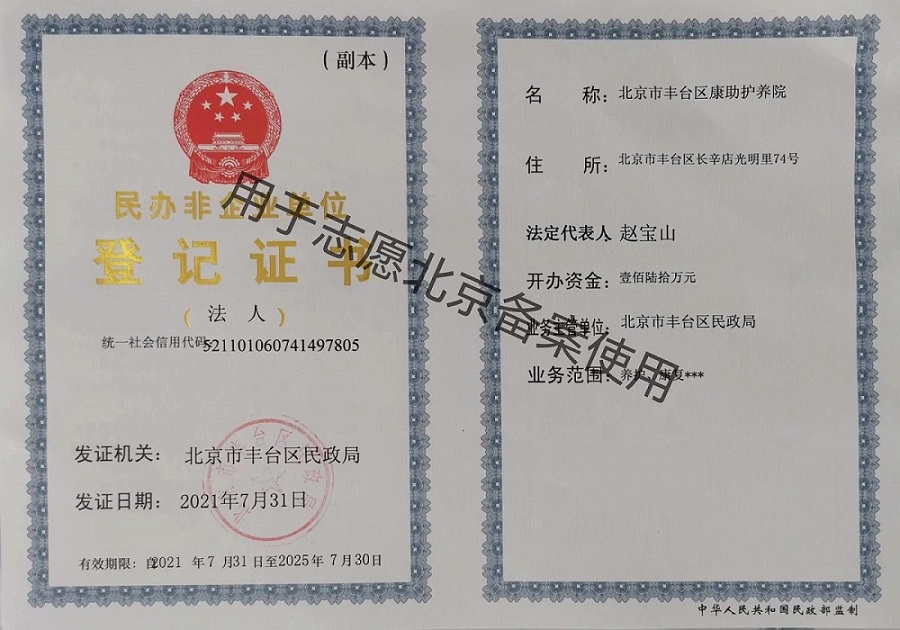 (副本)
民办非企业单位
登记证书
(法人)
统一社会信用代码:521101060741497805
发证机关: 北京市丰台区民政局
发证日期: 2021年7月31日
有效期限: 自2021 年 7 月31 日至2025年 7 月30日
名 称: 北京市丰台区康助护养院
住 所: 北京市丰台区长辛店光明里74号
法定代表人: 赵宝山
开办资金: 壹佰陆拾万元
业务主管单位: 北京市丰台区民政局
业务范围: 养护、康复***
中华人民共和国民政部监制
用于志愿北京备案使用